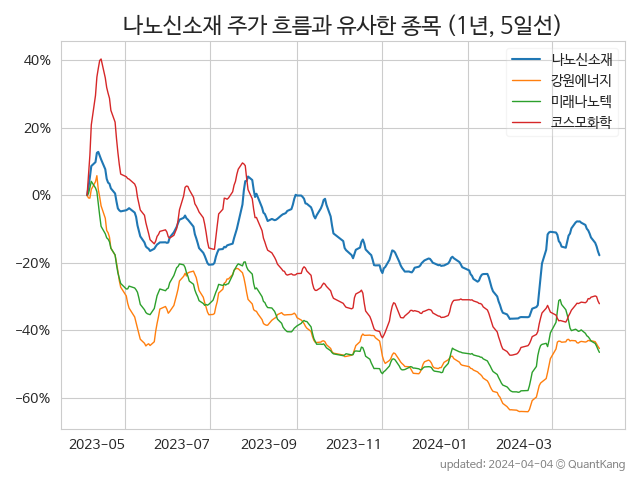 나노신소재 주가 흐름과 유사한 종목 (1년, 5일선)
나노신소재
강원에너지
미래나노텍
코스모화학
40%
20%
0%
−20%
−40%
−60%
2023−05 2023−07 2023−09 2023−11 2024−01 2024−03
updated: 2024-04-04 © QuantKang